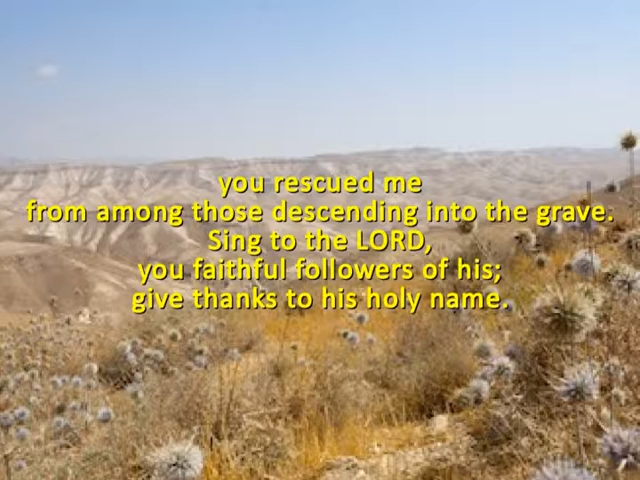 you rescued me
from among those descending into the grave.
Sing to the LORD,
you faithful followers of his;
give thanks to his holy name.